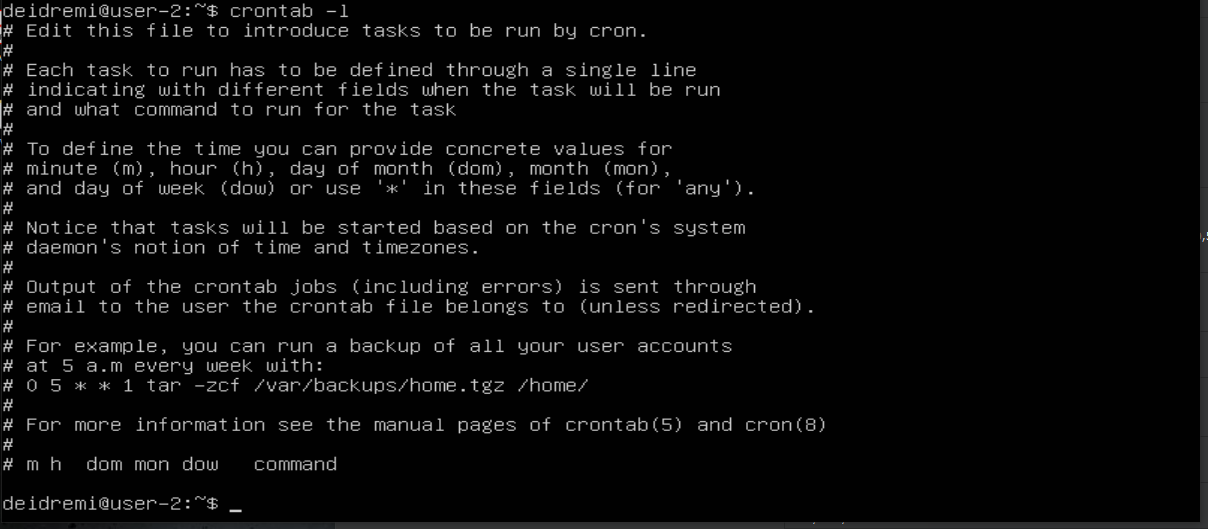 deidremi@user-2:~$ crontab -l
# Edit this file to introduce tasks to be run by cron.
#
# Each task to run has to be defined through a single line
# indicating with different fields when the task will be run
# and what command to run for the task
#
# To define the time you can provide concrete values for
# minute (m), hour (h), day of month (dom), month (mon),
# and day of week (dow) or use '*' in these fields (for 'any').
#
# Notice that tasks will be started based on the cron's system
# daemon's notion of time and timezones.
#
# Output of the crontab jobs (including errors) is sent through
# email to the user the crontab file belongs to (unless redirected).
#
# For example, you can run a backup of all your user accounts
# at 5 a.m every week with:
# 0 5 * * 1 tar -zcf /var/backups/home.tgz /home/
#
# For more information see the manual pages of crontab(5) and cron(8)
#
# m h  dom mon dow   command
deidremi@user-2:~$ _